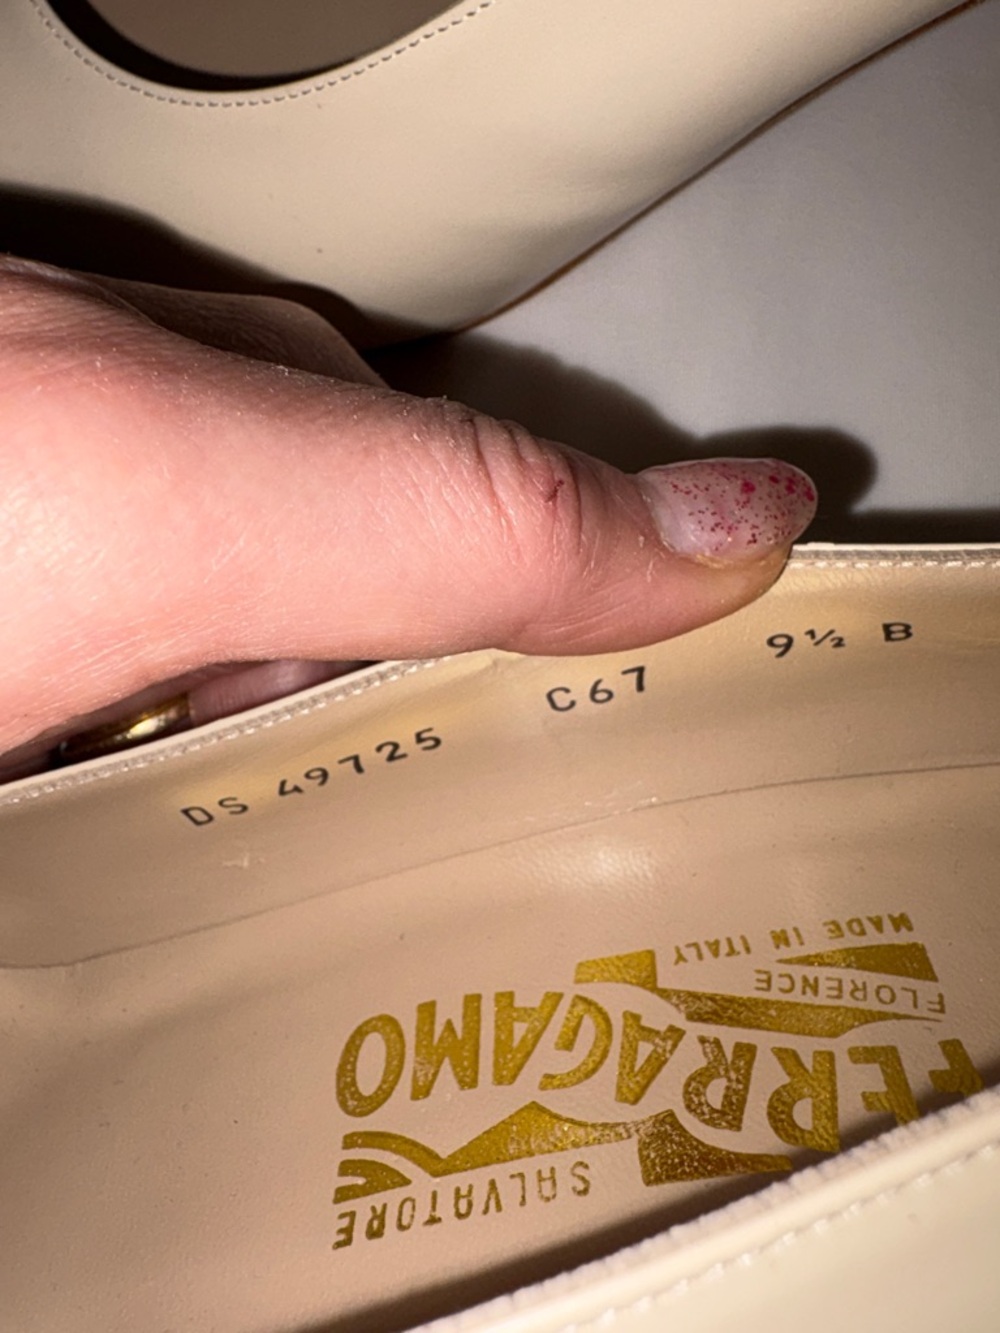 DS 49725 C67 9½ B
SALVATORE
FERRAGAMO
FLORENCE
MADE IN ITALY